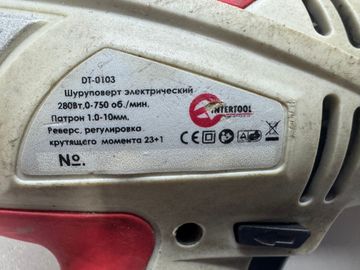 DT-0103
Шуруповерт электрический
280Вт,0-750 об./мин.
Патрон 1.0-10мм.
Реверс, регулировка
крутящего момента 23+1
INTERTOOL
№.